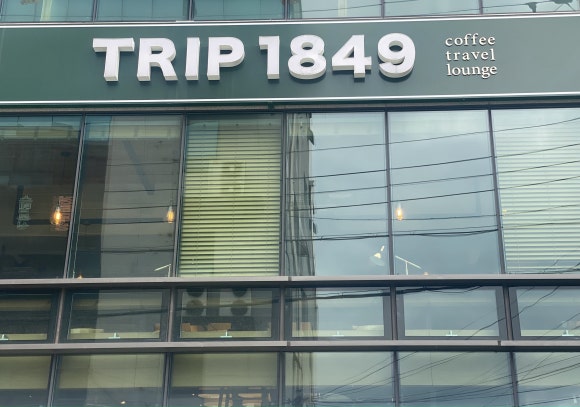 TRIP 1849
coffee
travel
lounge